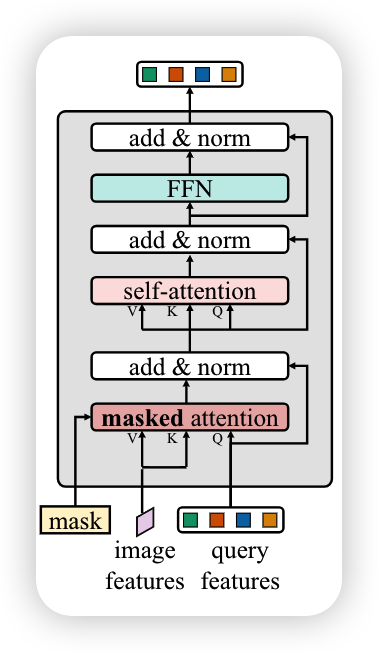 add & norm
FFN
add & norm
self-attention
V K Q
add & norm
masked attention
V K Q
mask
image features
query features